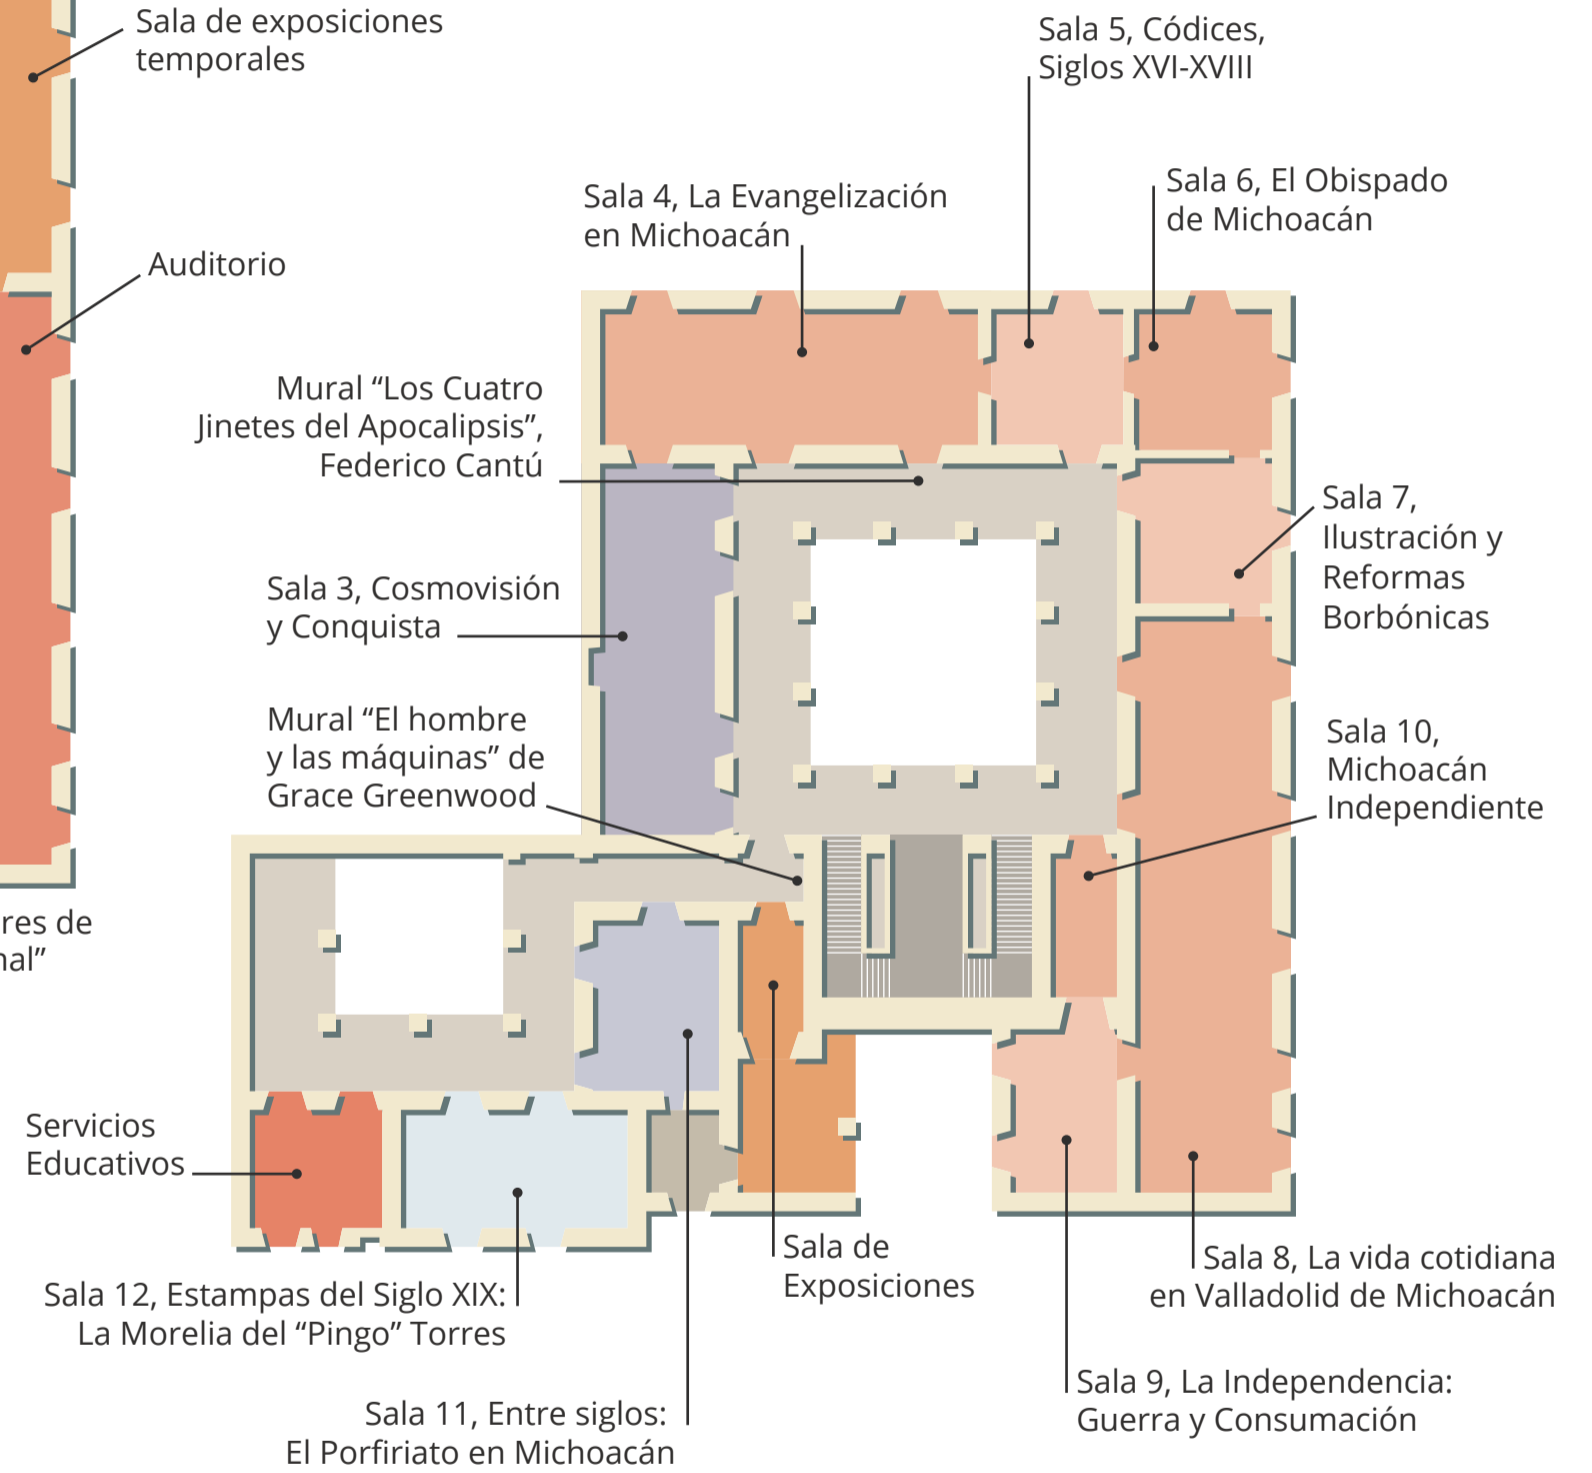 Sala de exposiciones
temporales
Sala 5, Códices,
Siglos XVI-XVIII
Sala 4, La Evangelización
en Michoacán
Sala 6, El Obispado
de Michoacán
Auditorio
Mural “Los Cuatro
Jinetes del Apocalipsis”,
Federico Cantú
Sala 7,
Ilustración y
Reformas
Borbónicas
Sala 3, Cosmovisión
y Conquista
Mural “El hombre
y las máquinas” de
Grace Greenwood
Sala 10,
Michoacán
Independiente
res de
nal”
Servicios
Educativos
Sala de
Exposiciones
Sala 8, La vida cotidiana
en Valladolid de Michoacán
Sala 12, Estampas del Siglo XIX:
La Morelia del “Pingo” Torres
Sala 9, La Independencia:
Guerra y Consumación
Sala 11, Entre siglos:
El Porfiriato en Michoacán